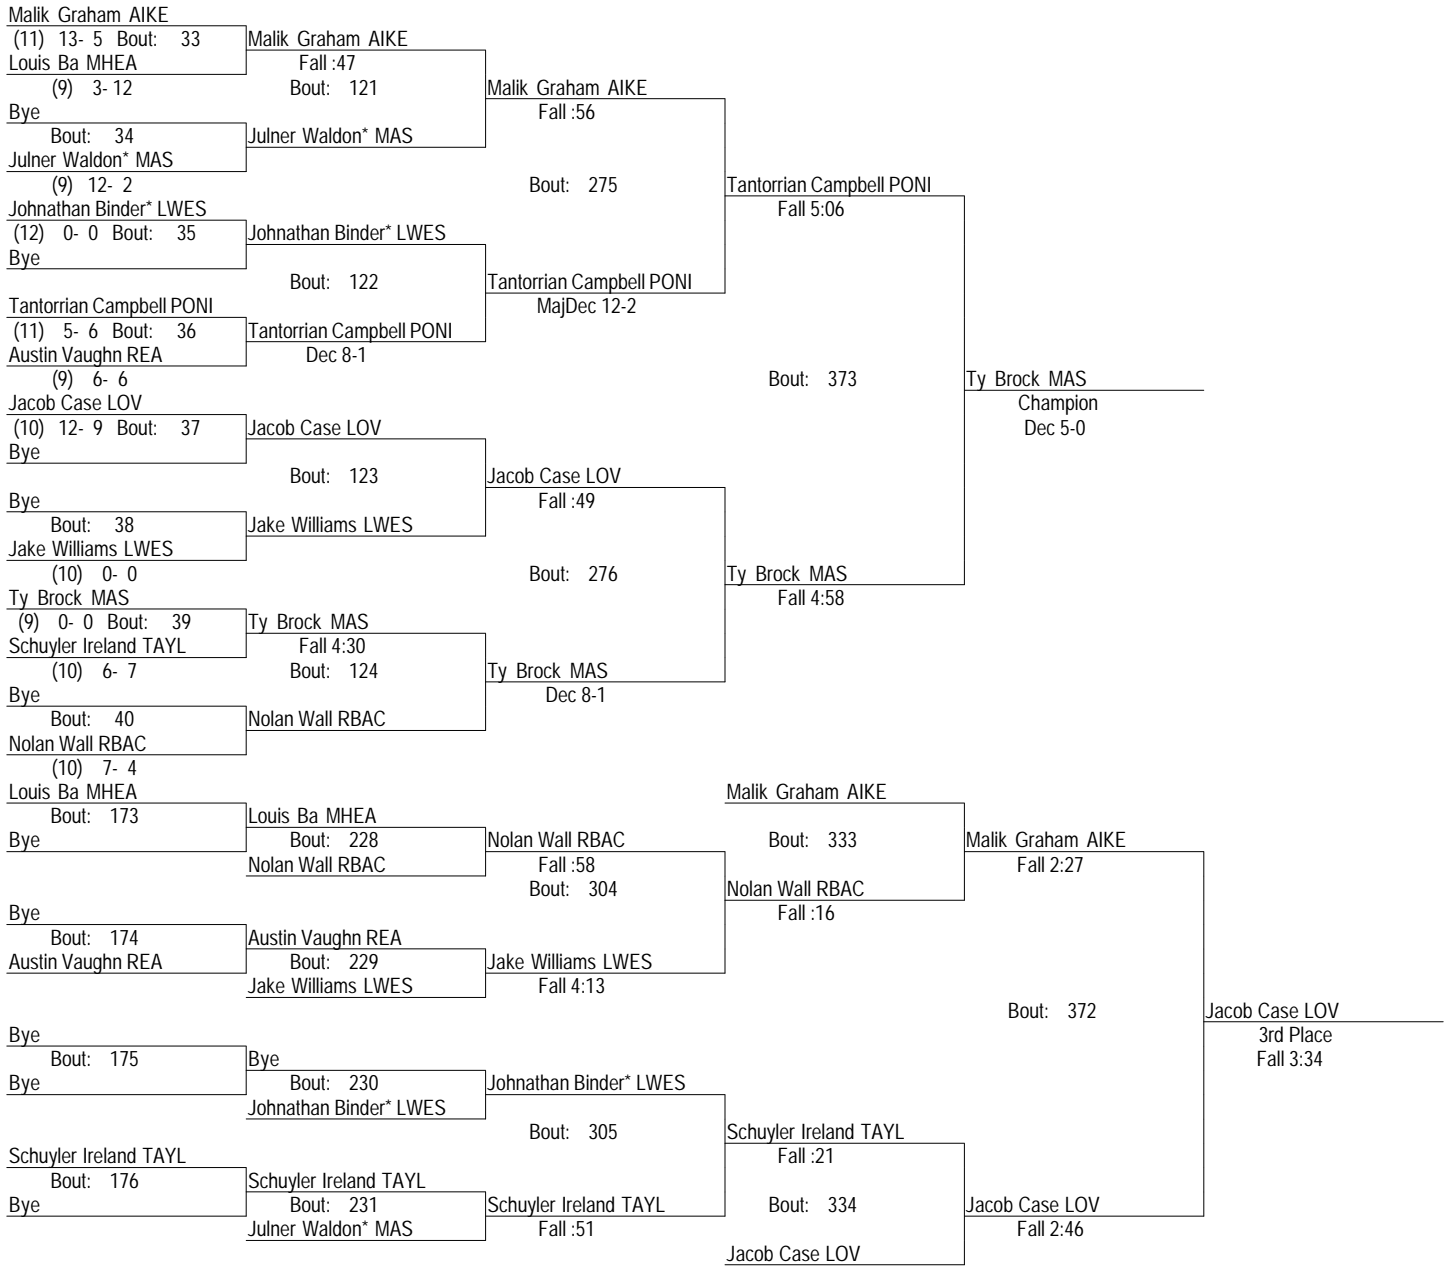 Malik Graham AIKE
(11) 13- 5 Bout: 33
Malik Graham AIKE
Louis Ba MHEA
Fall :47
(9) 3- 12
Bout: 121
Malik Graham AIKE
Bye
Fall :56
Bout: 34
Julner Waldon* MAS
Julner Waldon* MAS
(9) 12- 2
Bout: 275
Tantorrian Campbell PONI
Johnathan Binder* LWES
Fall 5:06
(12) 0- 0 Bout: 35
Johnathan Binder* LWES
Bye
Bout: 122
Tantorrian Campbell PONI
Tantorrian Campbell PONI
MajDec 12-2
(11) 5- 6 Bout: 36
Tantorrian Campbell PONI
Austin Vaughn REA
Dec 8-1
(9) 6- 6
Bout: 373
Ty Brock MAS
Jacob Case LOV
Champion
(10) 12- 9 Bout: 37
Jacob Case LOV
Dec 5-0
Bye
Bout: 123
Jacob Case LOV
Bye
Fall :49
Bout: 38
Jake Williams LWES
Jake Williams LWES
(10) 0- 0
Bout: 276
Ty Brock MAS
Ty Brock MAS
Fall 4:58
(9) 0- 0 Bout: 39
Ty Brock MAS
Schuyler Ireland TAYL
Fall 4:30
(10) 6- 7
Bout: 124
Ty Brock MAS
Bye
Dec 8-1
Bout: 40
Nolan Wall RBAC
Nolan Wall RBAC
(10) 7- 4
Louis Ba MHEA
Malik Graham AIKE
Bout: 173
Louis Ba MHEA
Bye
Bout: 228
Nolan Wall RBAC
Bout: 333
Malik Graham AIKE
Nolan Wall RBAC
Fall :58
Fall 2:27
Bout: 304
Nolan Wall RBAC
Bye
Fall :16
Bout: 174
Austin Vaughn REA
Austin Vaughn REA
Bout: 229
Jake Williams LWES
Jake Williams LWES
Fall 4:13
Bout: 372
Jacob Case LOV
Bye
3rd Place
Bout: 175
Bye
Fall 3:34
Bye
Bout: 230
Johnathan Binder* LWES
Johnathan Binder* LWES
Bout: 305
Schuyler Ireland TAYL
Schuyler Ireland TAYL
Fall :21
Bout: 176
Schuyler Ireland TAYL
Bye
Bout: 231
Schuyler Ireland TAYL
Bout: 334
Jacob Case LOV
Julner Waldon* MAS
Fall :51
Fall 2:46
Jacob Case LOV